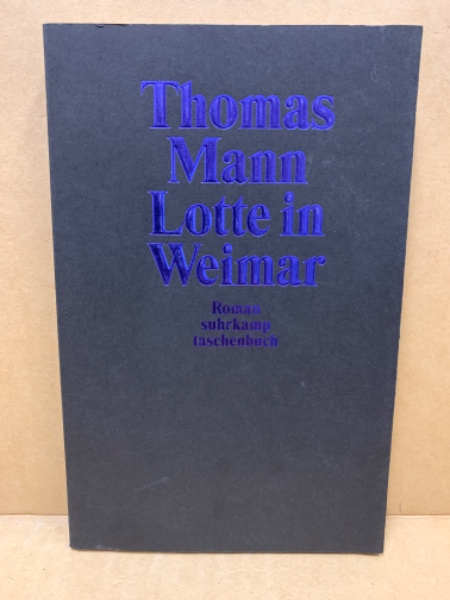 Thomas
Mann
Lotte in
Weimar
Roman
suhrkamp
taschenbuch